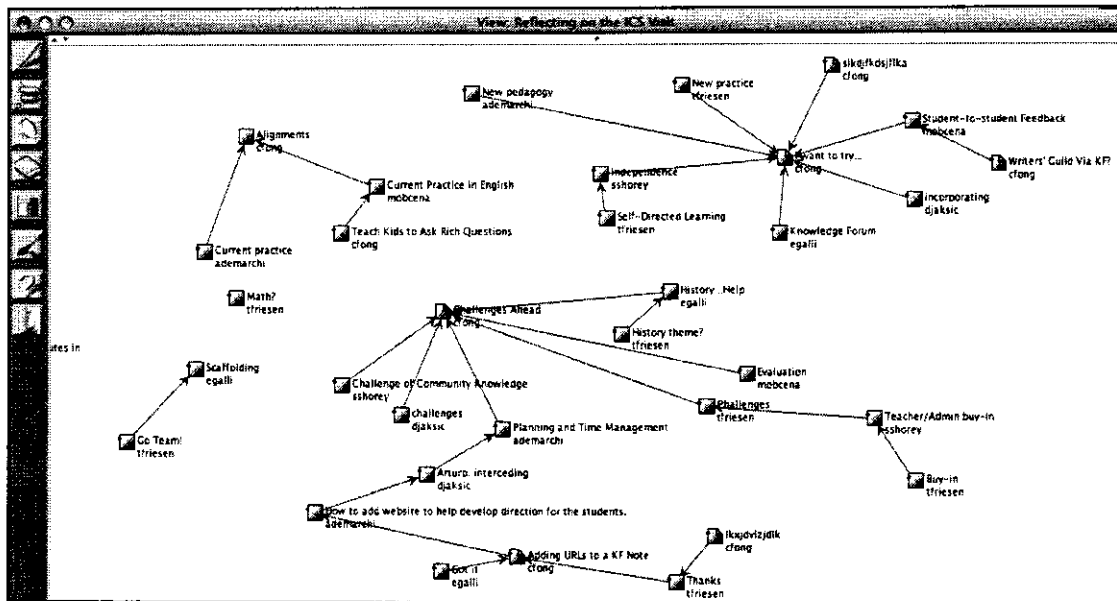 View: Reflecting on the ICS Visit
slkdjfkdsjflka
cfong
New pedagogy
ademarchi
New practice
tfriesen
Student-to-student Feedback
mobcena
Alignments
cfong
I want to try...
cfong
Writers' Guild Via KF?
cfong
Independence
sshorey
Current Practice in English
mobcena
incorporating
djaksic
Self-Directed Learning
tfriesen
Teach Kids to Ask Rich Questions
cfong
Knowledge Forum
egalli
Current practice
ademarchi
Math?
tfriesen
History...Help
egalli
Challenges Ahead
cfong
History theme?
tfriesen
utes in
Scaffolding
egalli
Evaluation
mobcena
Challenge of Community Knowledge
sshorey
challenges
djaksic
Phallenges
tfriesen
Teacher/Admin buy-in
sshorey
Planning and Time Management
ademarchi
Go Team!
tfriesen
interceding
djaksic
Buy-in
tfriesen
How to add website to help develop direction for the students.
ademarchi
cfong
Adding URLs to a KF Note
cfong
Got it
egalli
Thanks
tfriesen